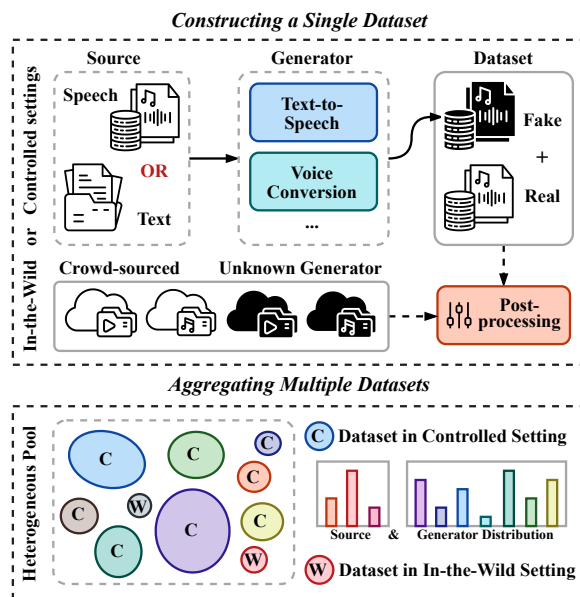 Constructing a Single Dataset
In-the-Wild or Controlled settings
Source
Speech
OR
Text
Generator
Text-to-
Speech
Voice
Conversion
...
Dataset
Fake
+
Real
Crowd-sourced
Unknown Generator
Post-
processing
Aggregating Multiple Datasets
Heterogeneous Pool
C
C
C
C
C
W
C
C
C
W
C Dataset in Controlled Setting
Source & Generator Distribution
W Dataset in In-the-Wild Setting